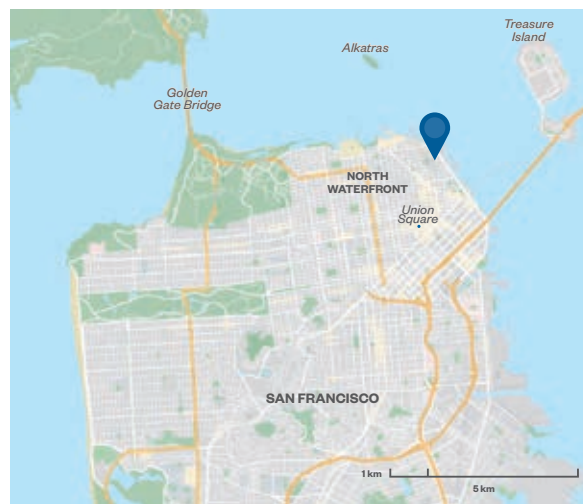 Treasure
Island
Alkatras
Golden
Gate Bridge
NORTH
WATERFRONT
Union
Square
SAN FRANCISCO
1 km
5 km